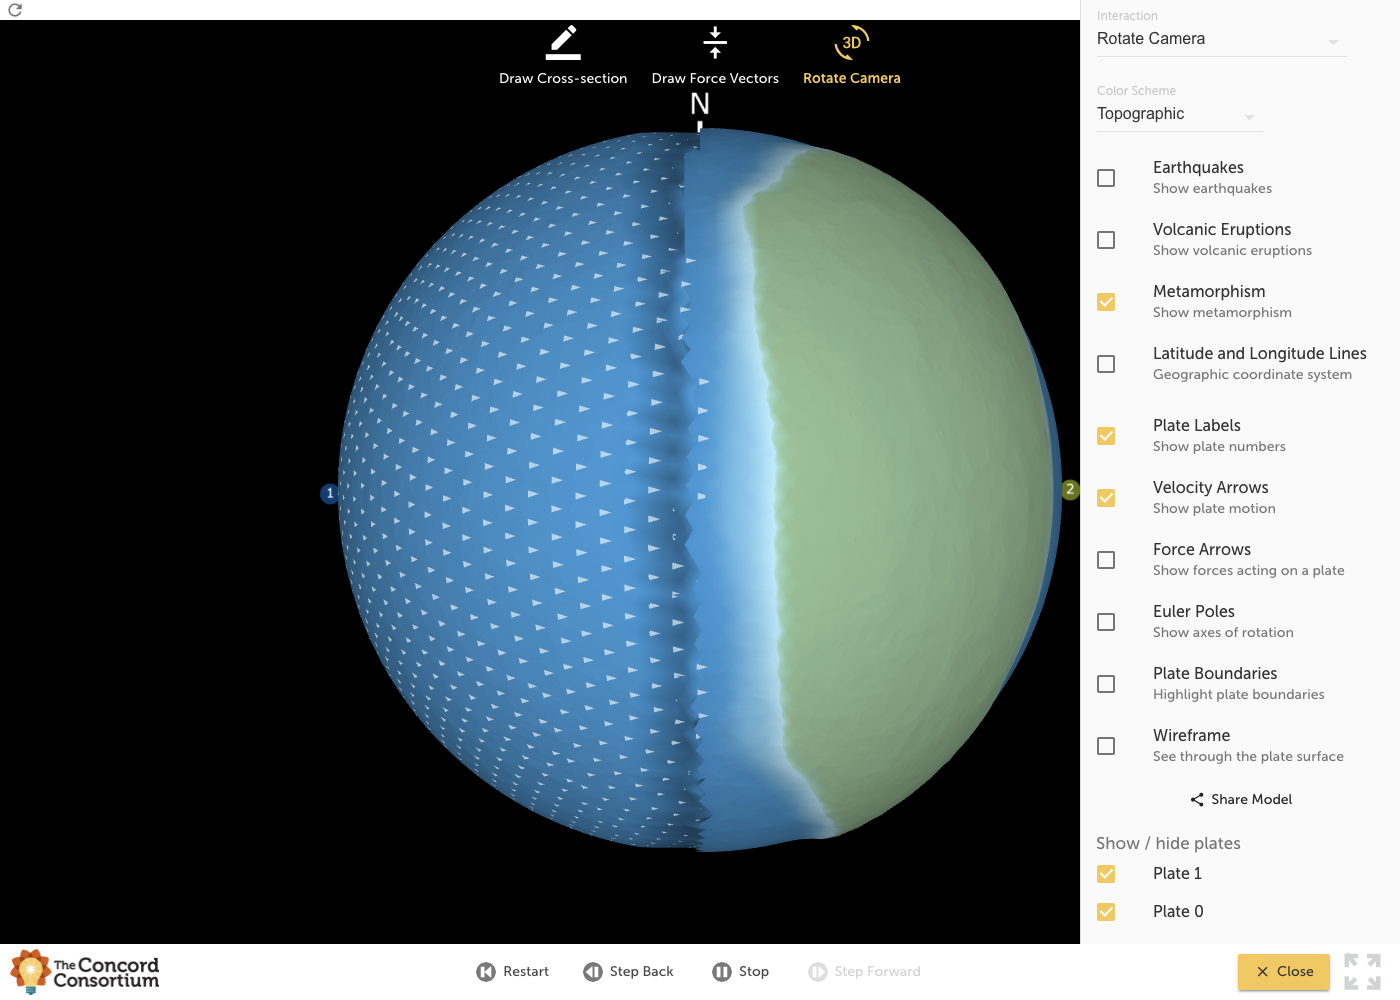 Draw Cross-section
Draw Force Vectors
3D
Rotate Camera
N
1
2
Interaction
Rotate Camera
Color Scheme
Topographic
Earthquakes
Show earthquakes
Volcanic Eruptions
Show volcanic eruptions
Metamorphism
Show metamorphism
Latitude and Longitude Lines
Geographic coordinate system
Plate Labels
Show plate numbers
Velocity Arrows
Show plate motion
Force Arrows
Show forces acting on a plate
Euler Poles
Show axes of rotation
Plate Boundaries
Highlight plate boundaries
Wireframe
See through the plate surface
Share Model
Show / hide plates
Plate 1
Plate 0
The Concord
Consortium
Restart
Step Back
Stop
Step Forward
Close